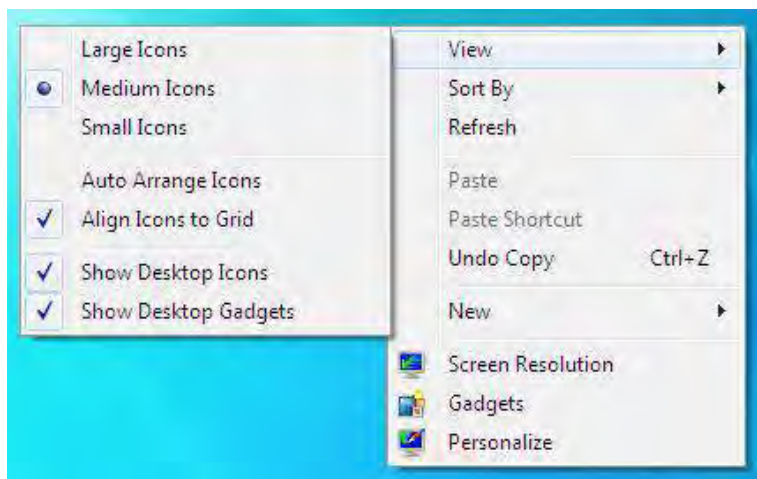 Large Icons
Medium Icons
Small Icons
Auto Arrange Icons
Align Icons to Grid
Show Desktop Icons
Show Desktop Gadgets
View
Sort By
Refresh
Paste
Paste Shortcut
Undo Copy Ctrl+Z
New
Screen Resolution
Gadgets
Personalize